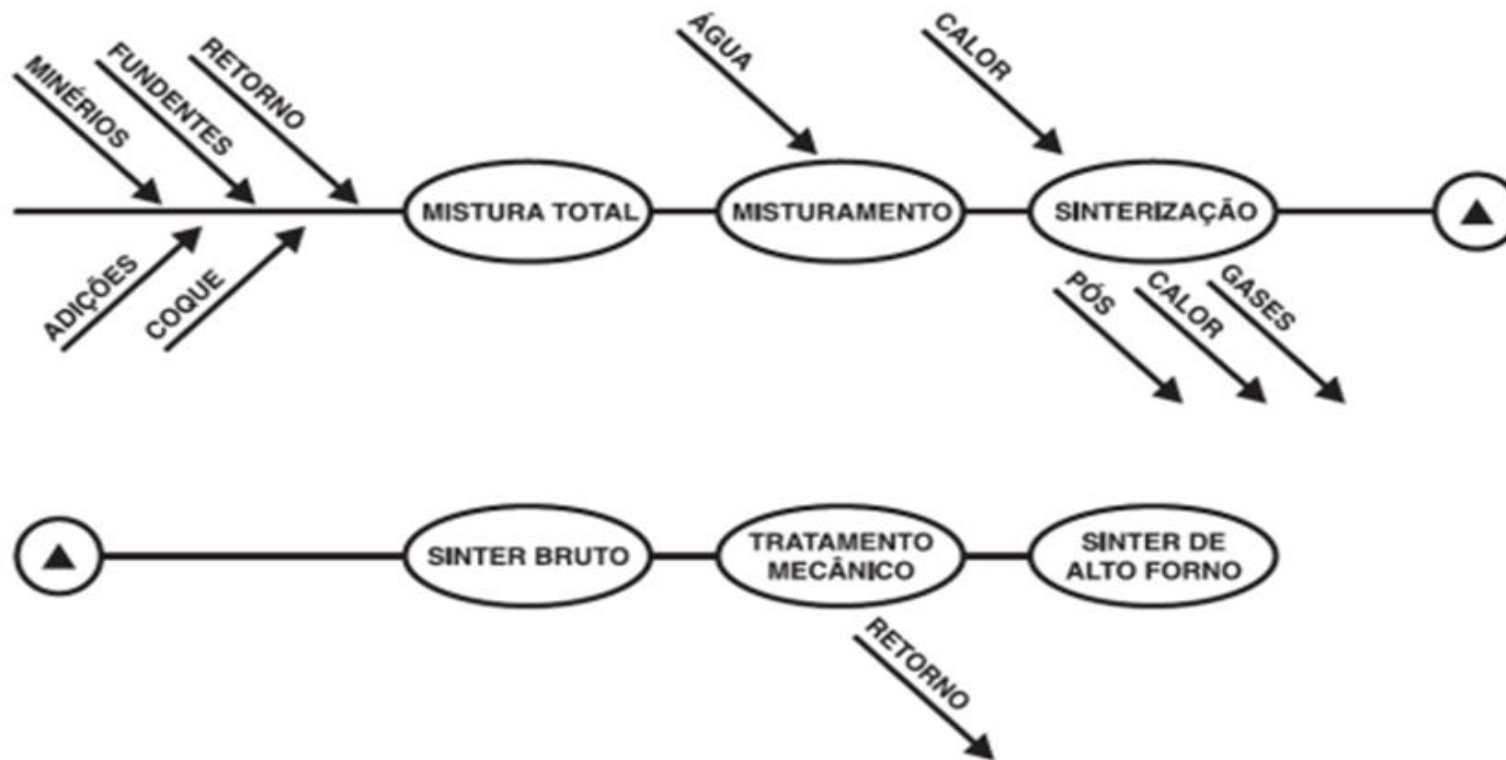 MINÉRIOS
FUNDENTES
RETORNO
ÁGUA
CALOR
ADIÇÕES
COQUE
MISTURA TOTAL
MISTURAMENTO
SINTERIZAÇÃO
PÓS
CALOR
GASES
SINTER BRUTO
TRATAMENTO
MECÂNICO
SINTER DE
ALTO FORNO
RETORNO